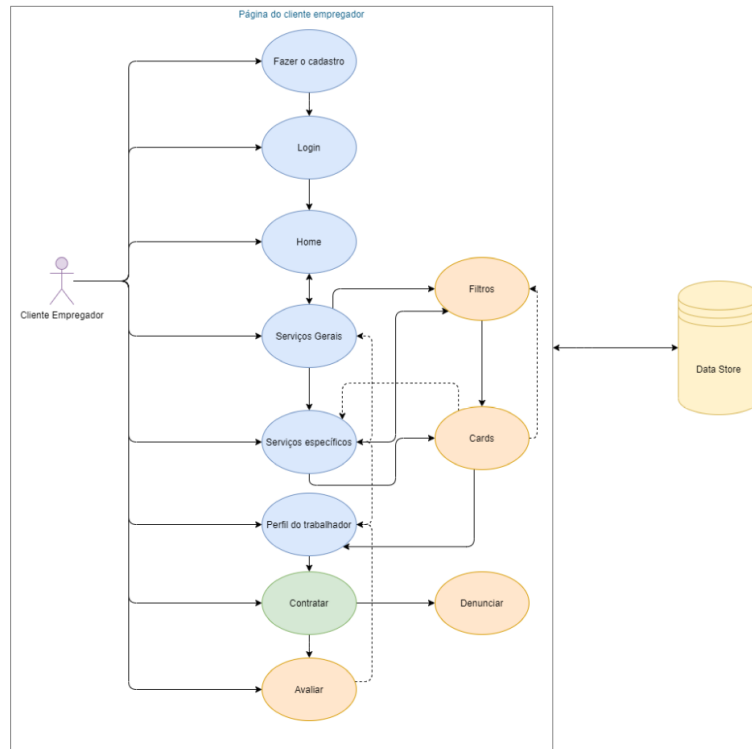 Página do cliente empregador
Fazer o cadastro
Login
Home
Filtros
Cliente Empregador
Serviços Gerais
Data Store
Serviços específicos
Cards
Perfil do trabalhador
Contratar
Denunciar
Avaliar